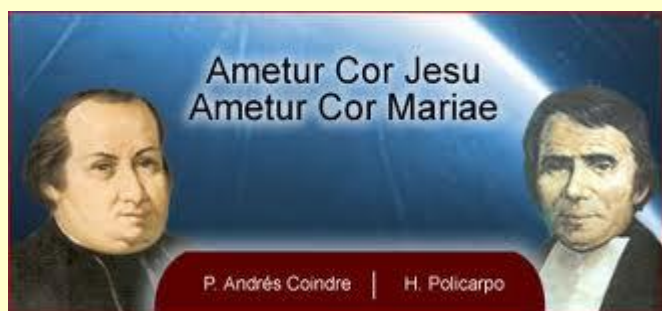 Ametur Cor Jesu
Ametur Cor Mariae
P. Andrés Coindre | H. Policarpo